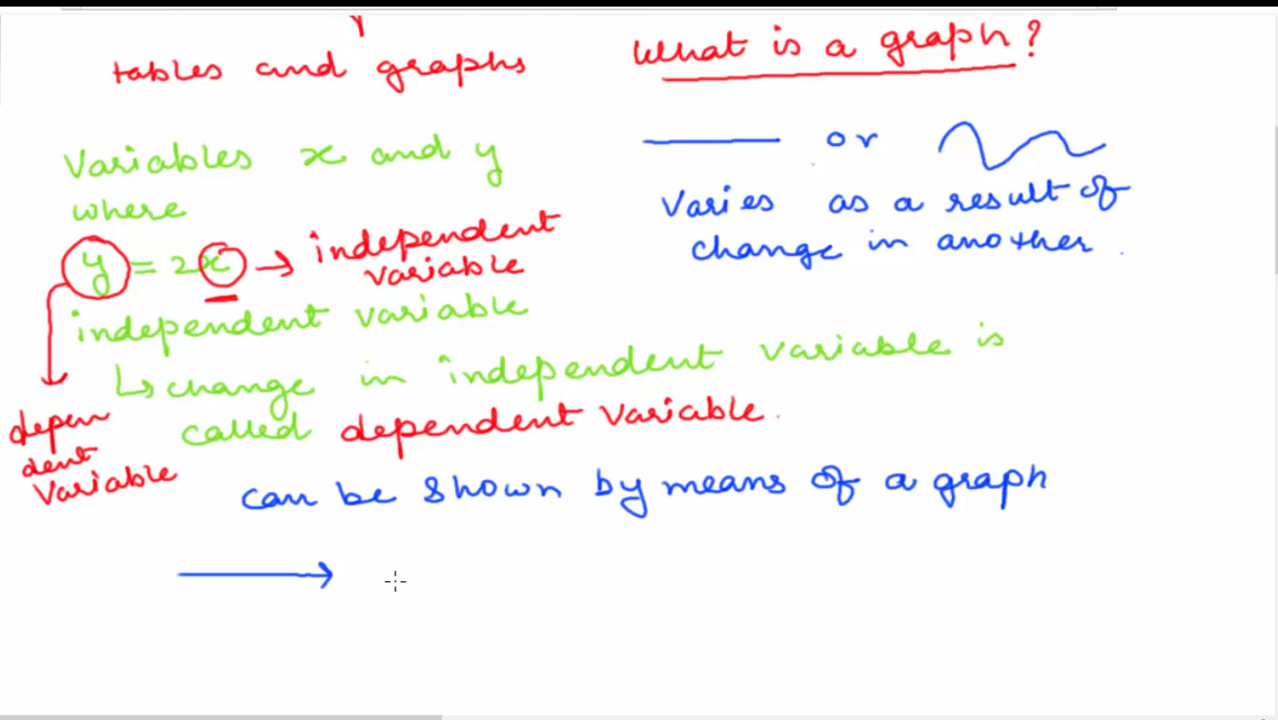 tables and graphs
Variables x and y
where
y = 2x → independent
variable
independent variable
↳ change in independent variable is
called dependent variable.
depen
dent
variable
can be shown by means of a graph
What is a graph?
or
Varies as a result of
change in another.